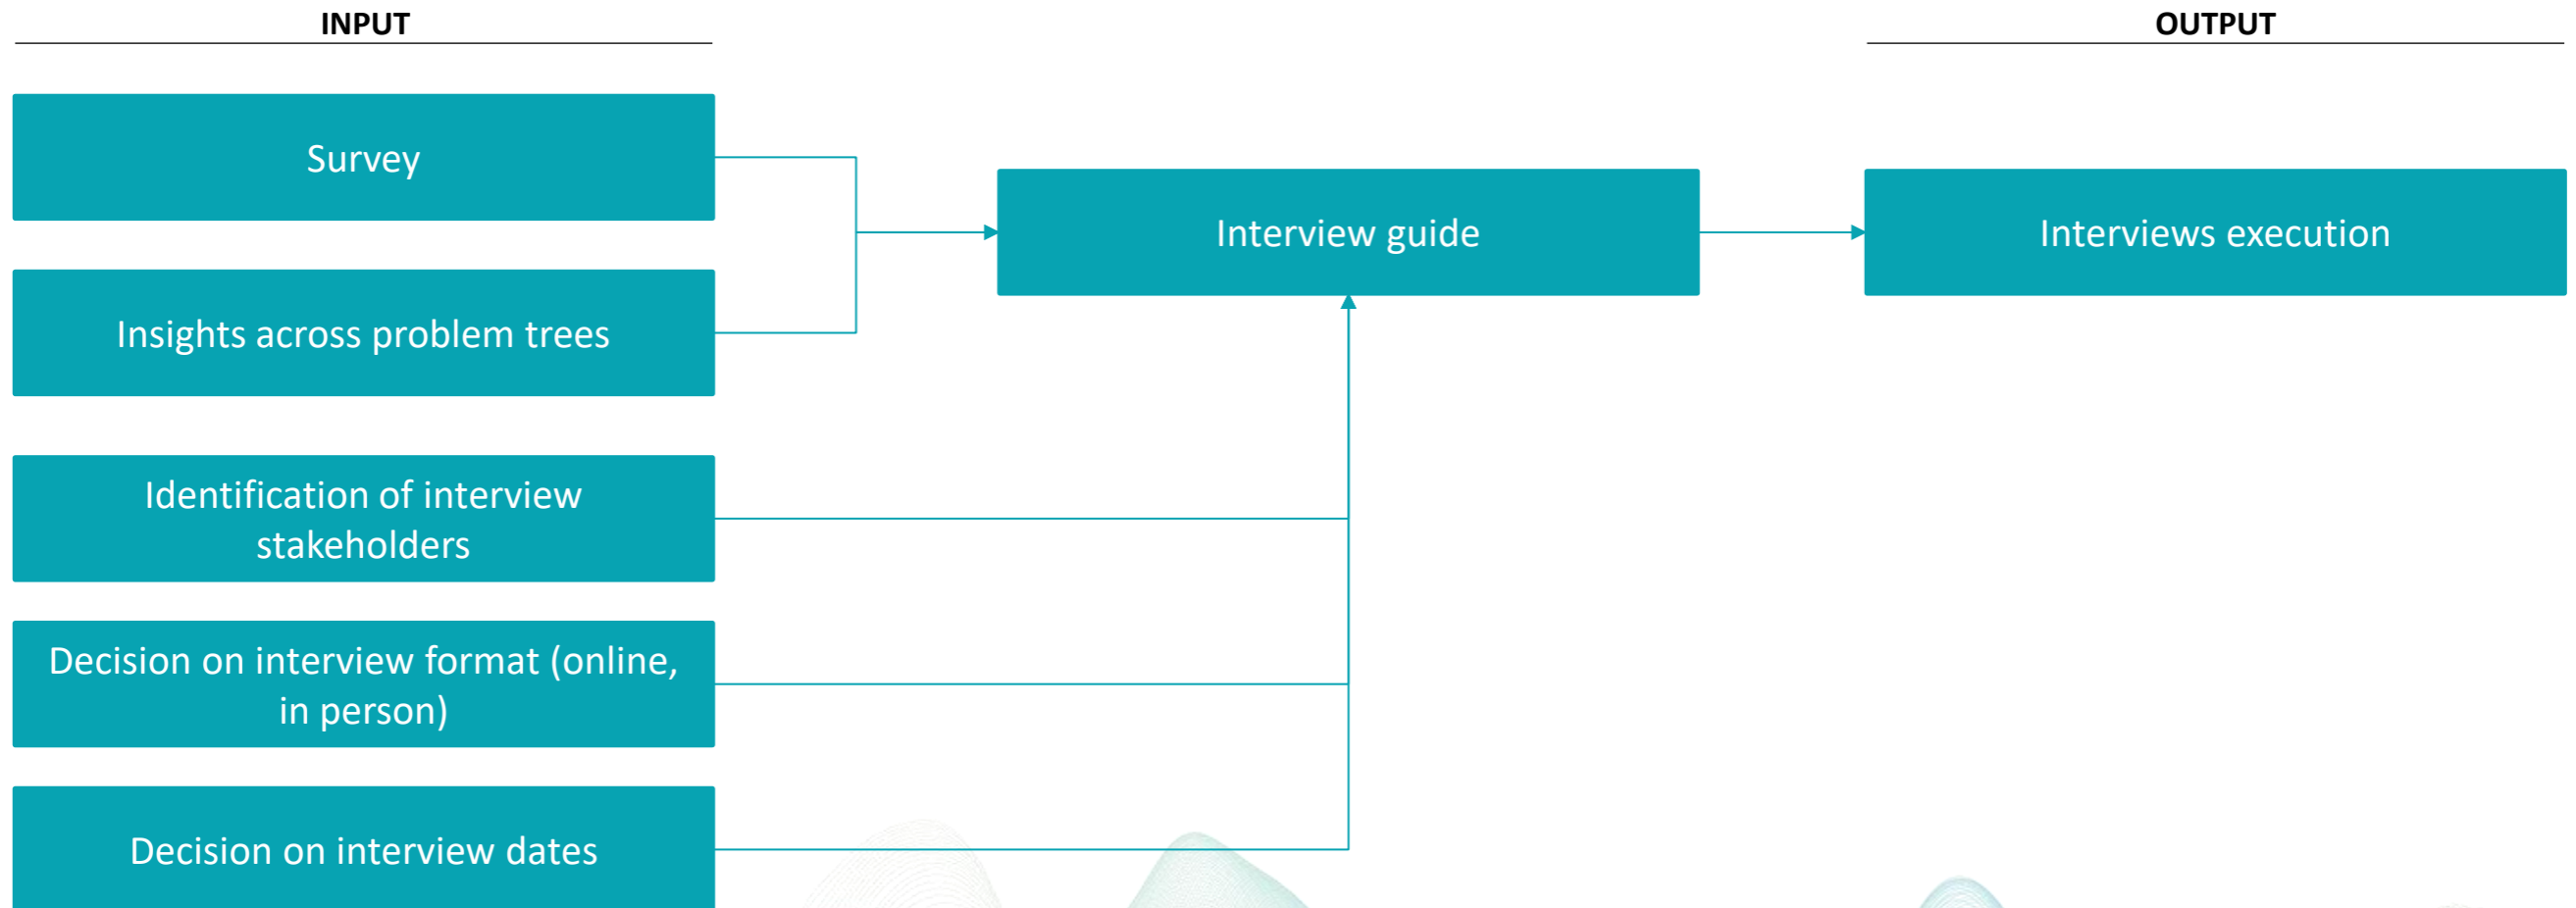 INPUT
OUTPUT
Survey
Insights across problem trees
Interview guide
Interviews execution
Identification of interview
stakeholders
Decision on interview format (online,
in person)
Decision on interview dates